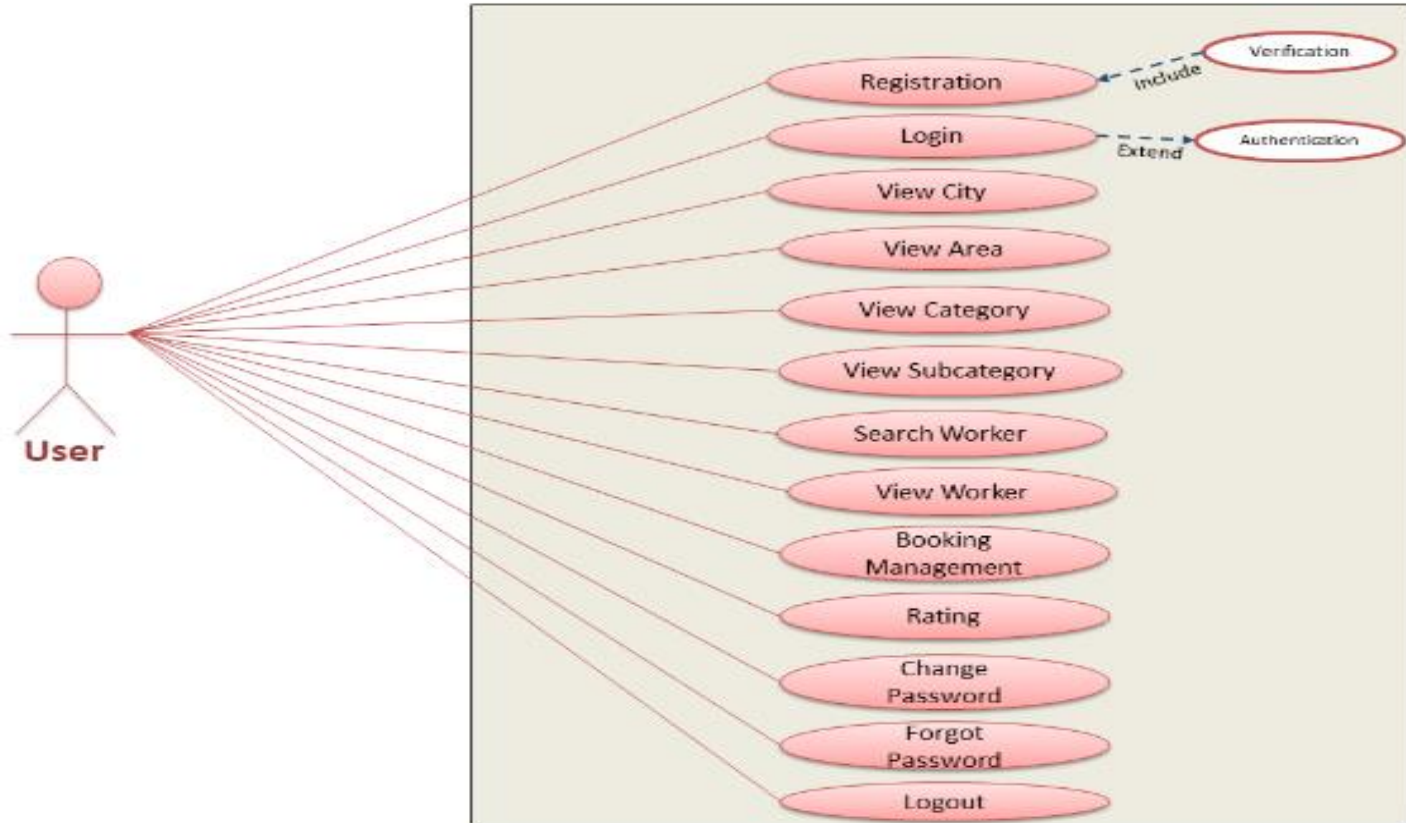 Verification
Include
Registration
Login
Extend
Authentication
View City
View Area
View Category
View Subcategory
Search Worker
User
View Worker
Booking
Management
Rating
Change
Password
Forgot
Password
Logout